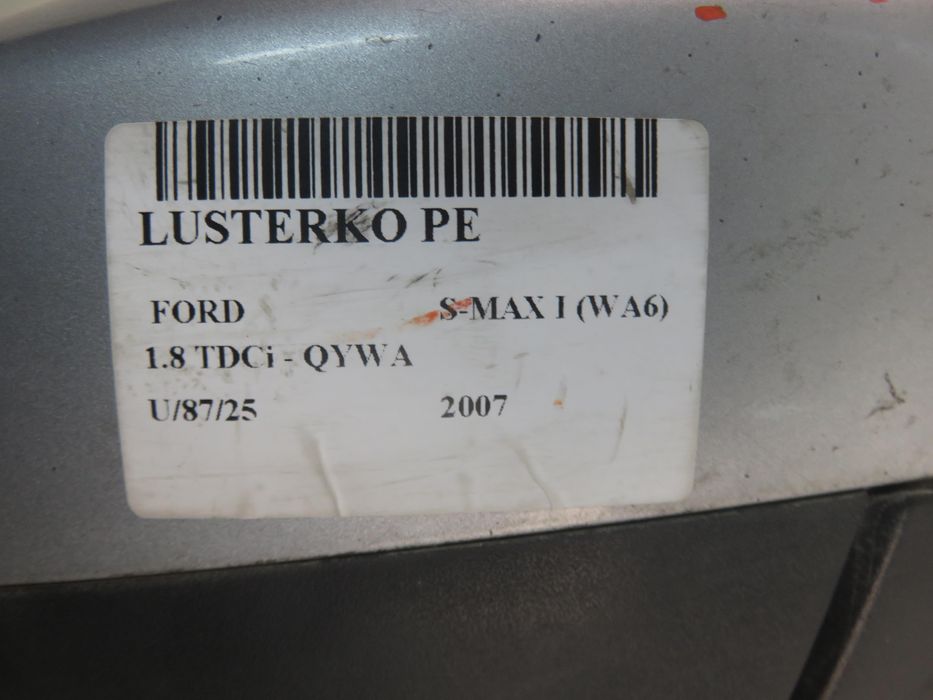 LUSTERKO PE
FORD S-MAX I (WA6)
1.8 TDCi - QYWA
U/87/25 2007